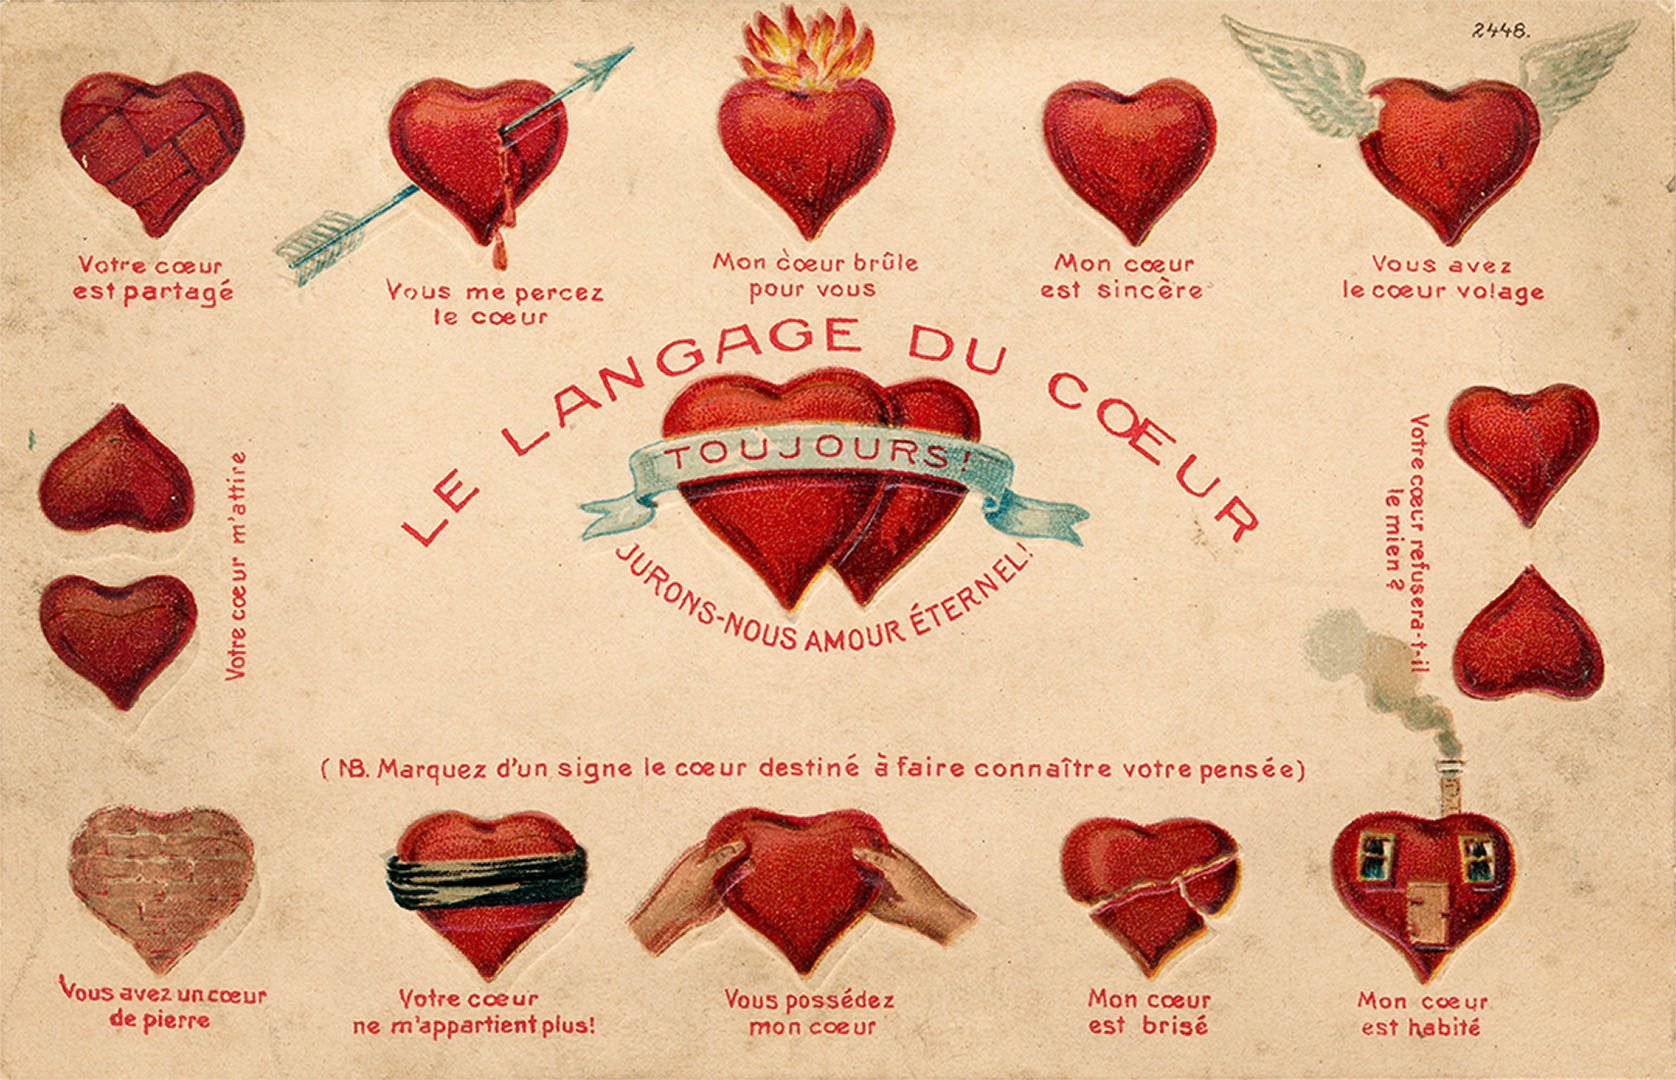 2448.
Votre cœur
est partagé
Vous me percez
le cœur
Mon cœur brûle
pour vous
Mon cœur
est sincère
Vous avez
le cœur volage
LE LANGAGE DU CŒUR
TOUJOURS!
JURONS-NOUS AMOUR ÉTERNEL!
Votre cœur m'attire
Votre cœur refusera-t-il
le mien?
(NB. Marquez d'un signe le cœur destiné à faire connaître votre pensée)
Vous avez un cœur
de pierre
Votre cœur
ne m'appartient plus!
Vous possédez
mon cœur
Mon cœur
est brisé
Mon cœur
est habité